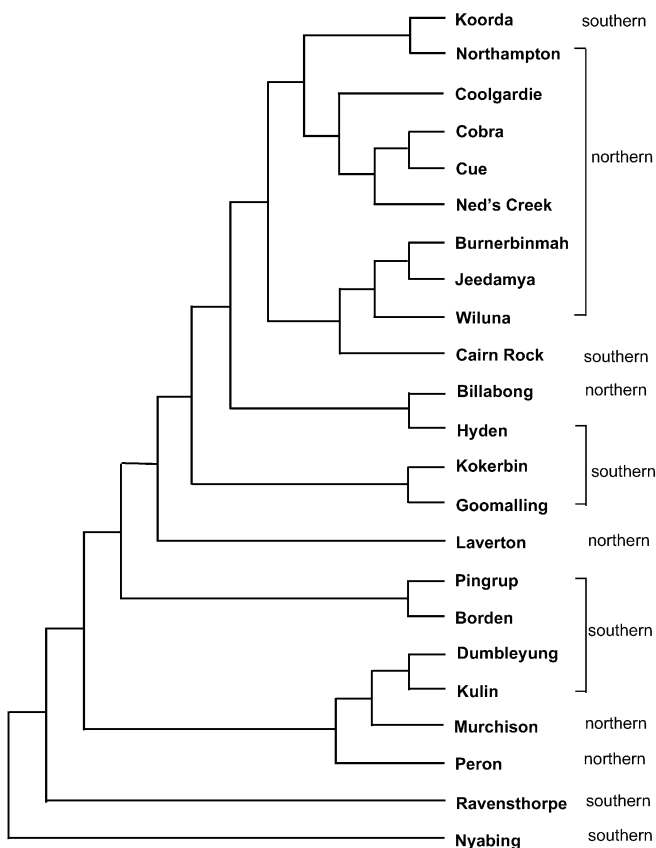 Koorda southern
Northampton
Coolgardie
Cobra
northern
Cue
Ned's Creek
Burnerbinmah
Jeedamya
Wiluna
Cairn Rock southern
Billabong northern
Hyden
Kokerbin
southern
Goomalling
Laverton northern
Pingrup
Borden
southern
Dumbleyung
Kulin
Murchison northern
Peron northern
Ravensthorpe southern
Nyabing southern